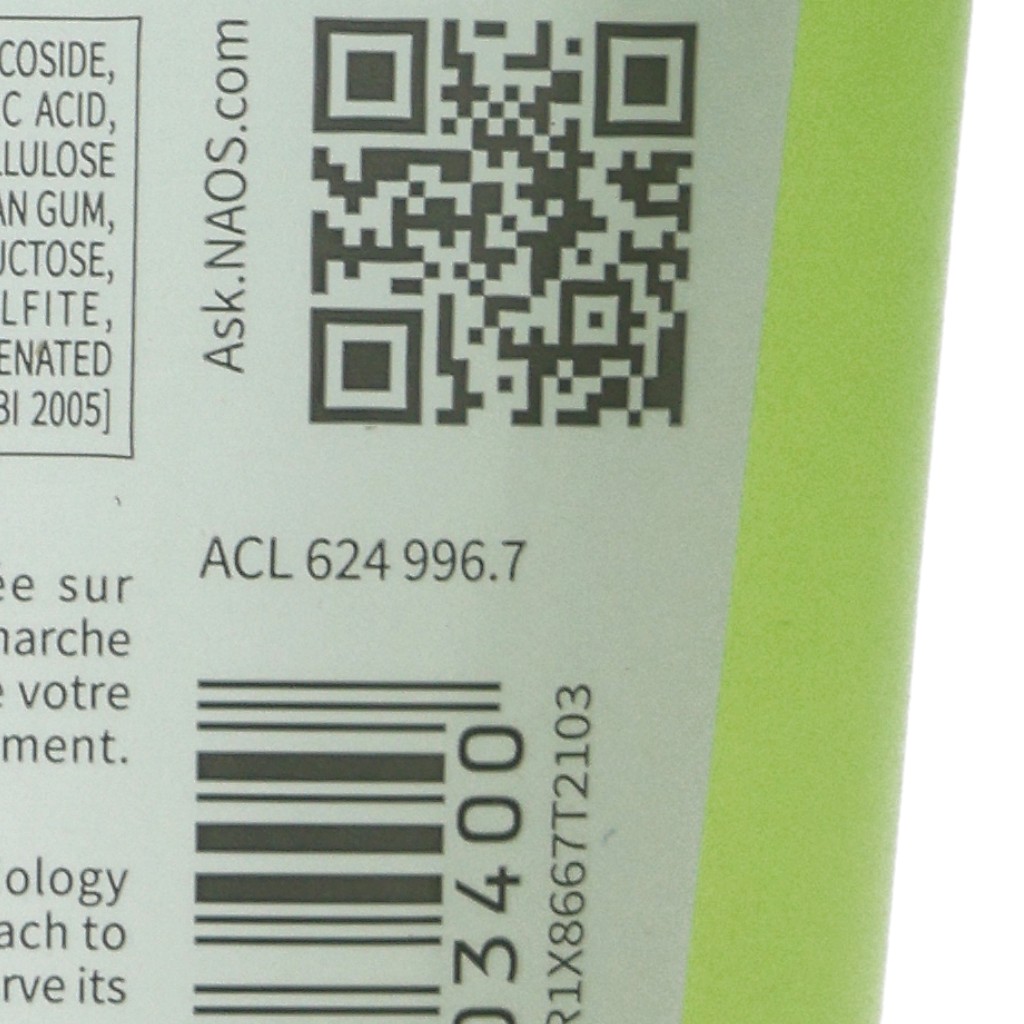 COSIDE,
C ACID,
LULOSE
AN GUM,
UCTOSE,
LFITE,
ENATED
BI 2005]
Ask.NAOS.com
ée sur
marche
e votre
ment.
ology
ach to
rve its
ACL 624 996.7
03400
R1X8667T2103